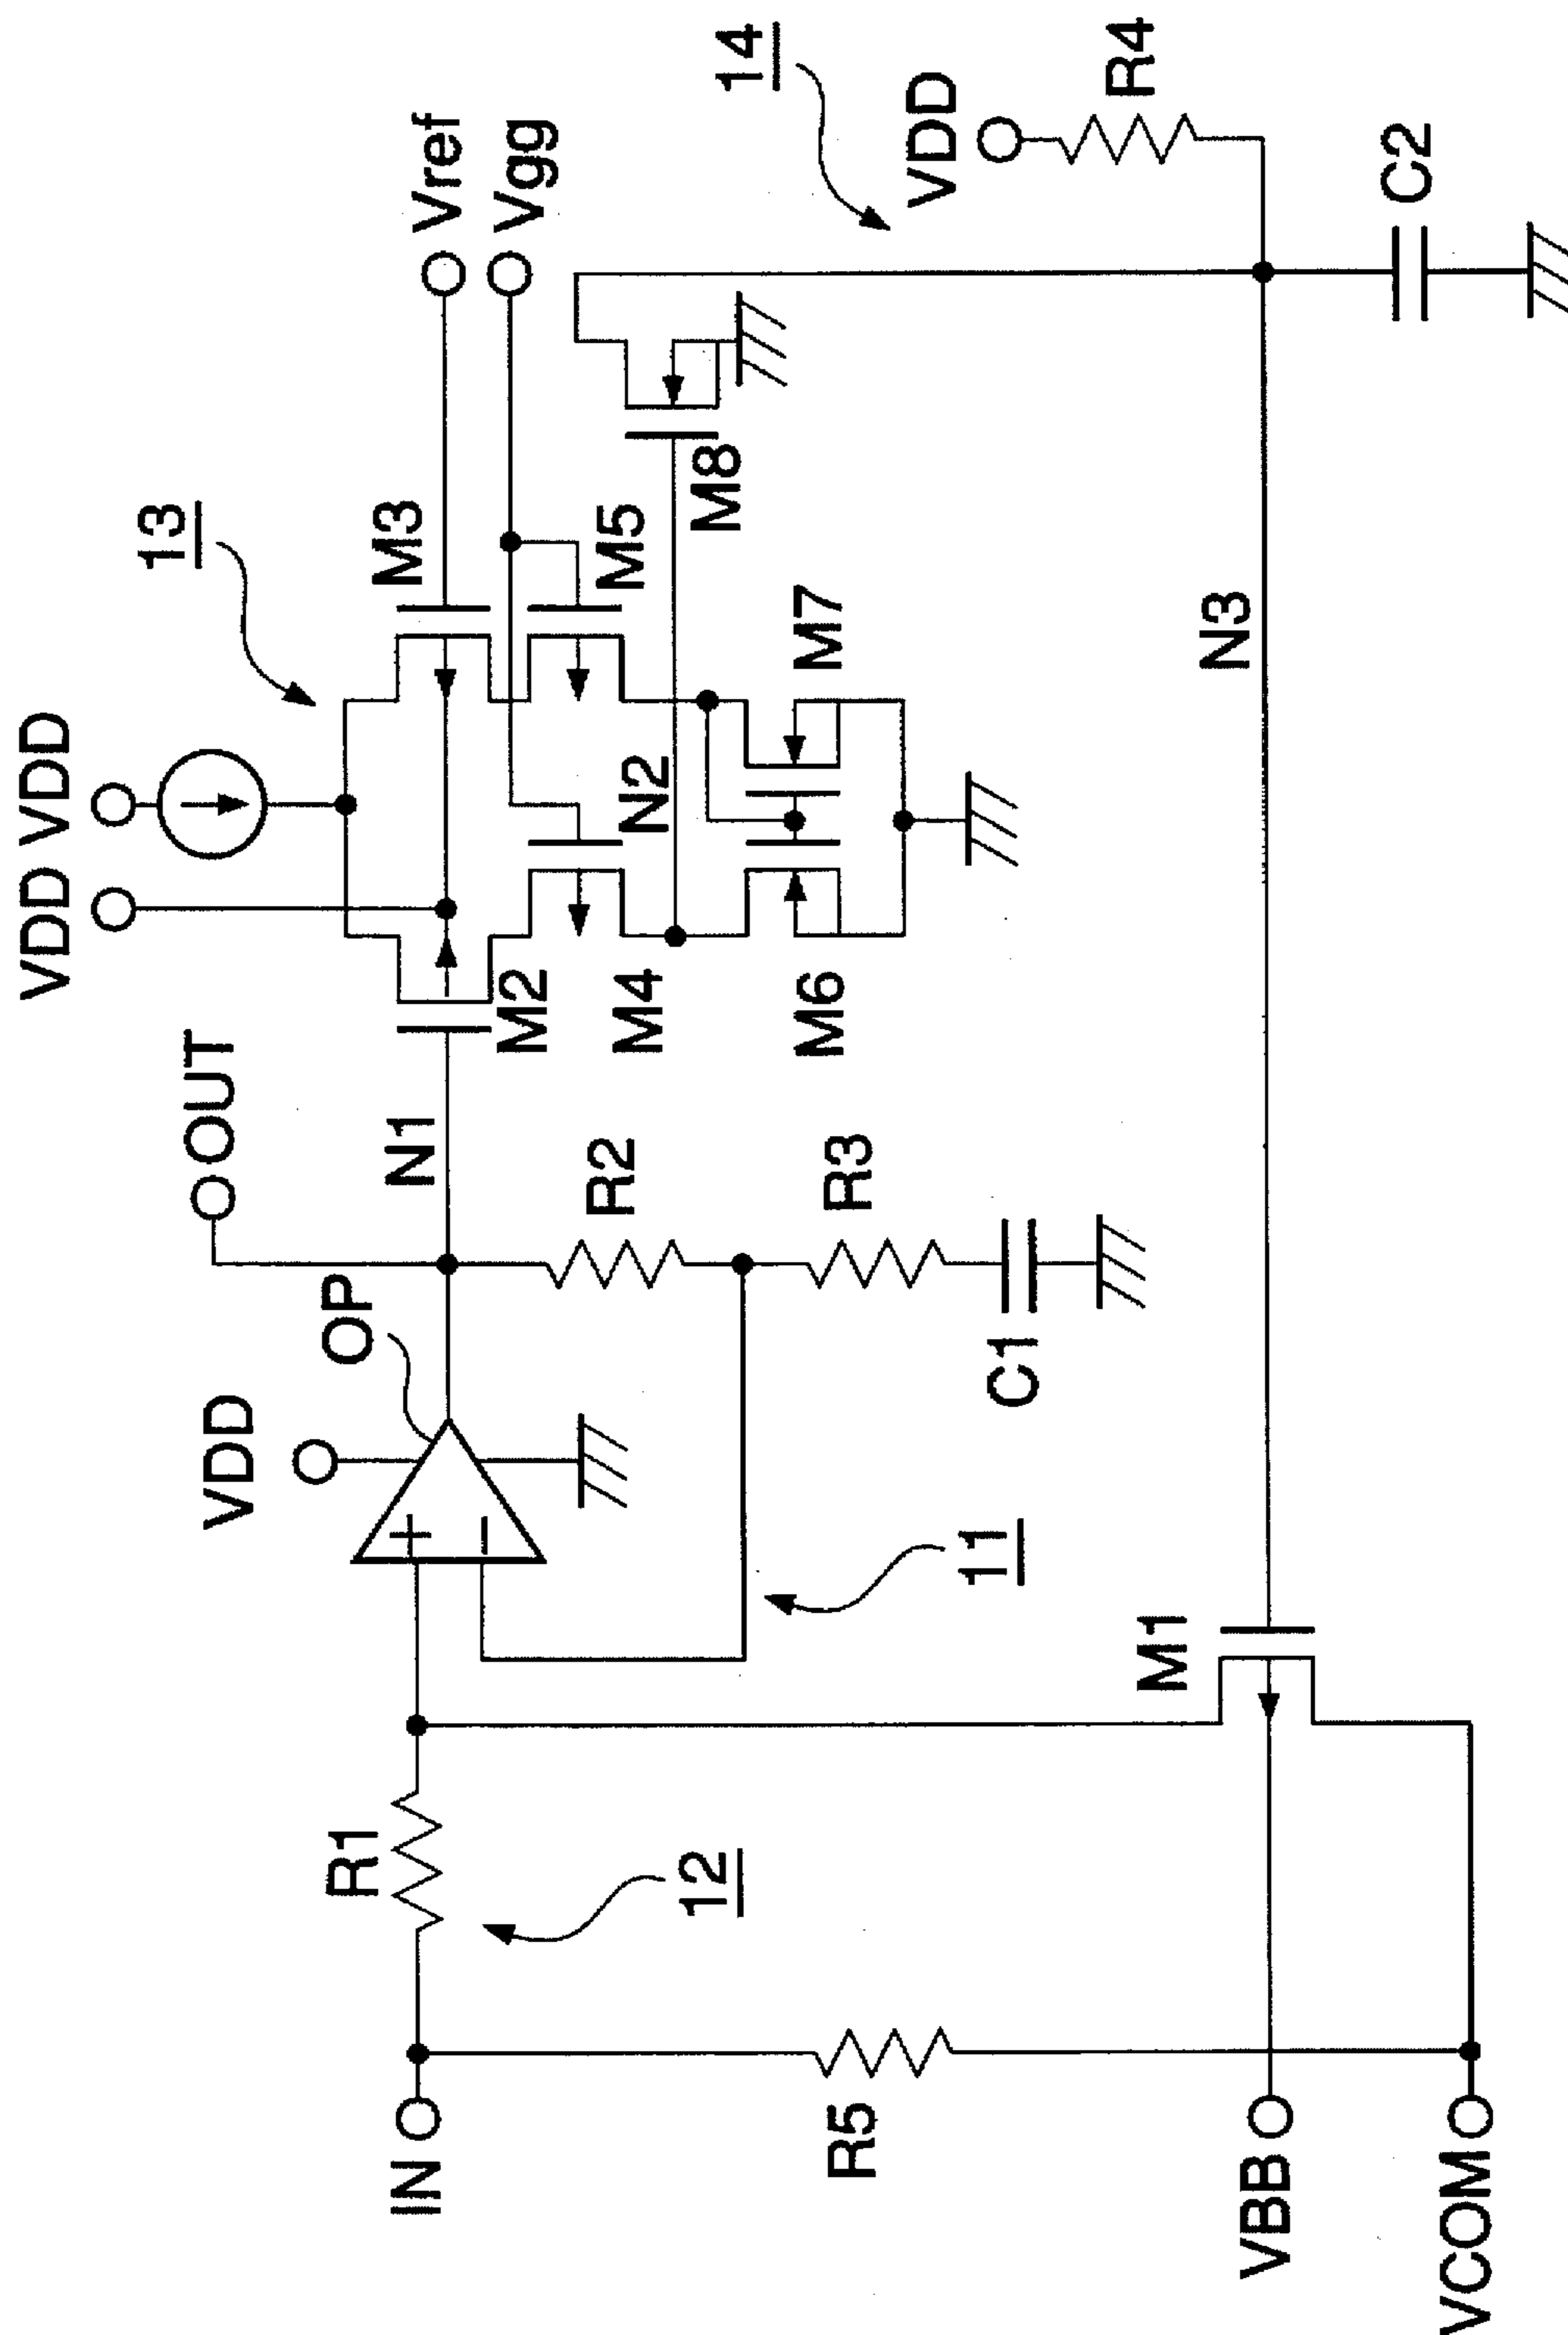 VDD
VDD
13
14
Vref
Vgg
M3
M5
M2
M4
N2
M8
M6
M7
VDD
R4
C2
N3
OUT
N1
OP
VDD
R2
R3
C1
11
R1
12
IN
R5
M1
VBB
VCOM